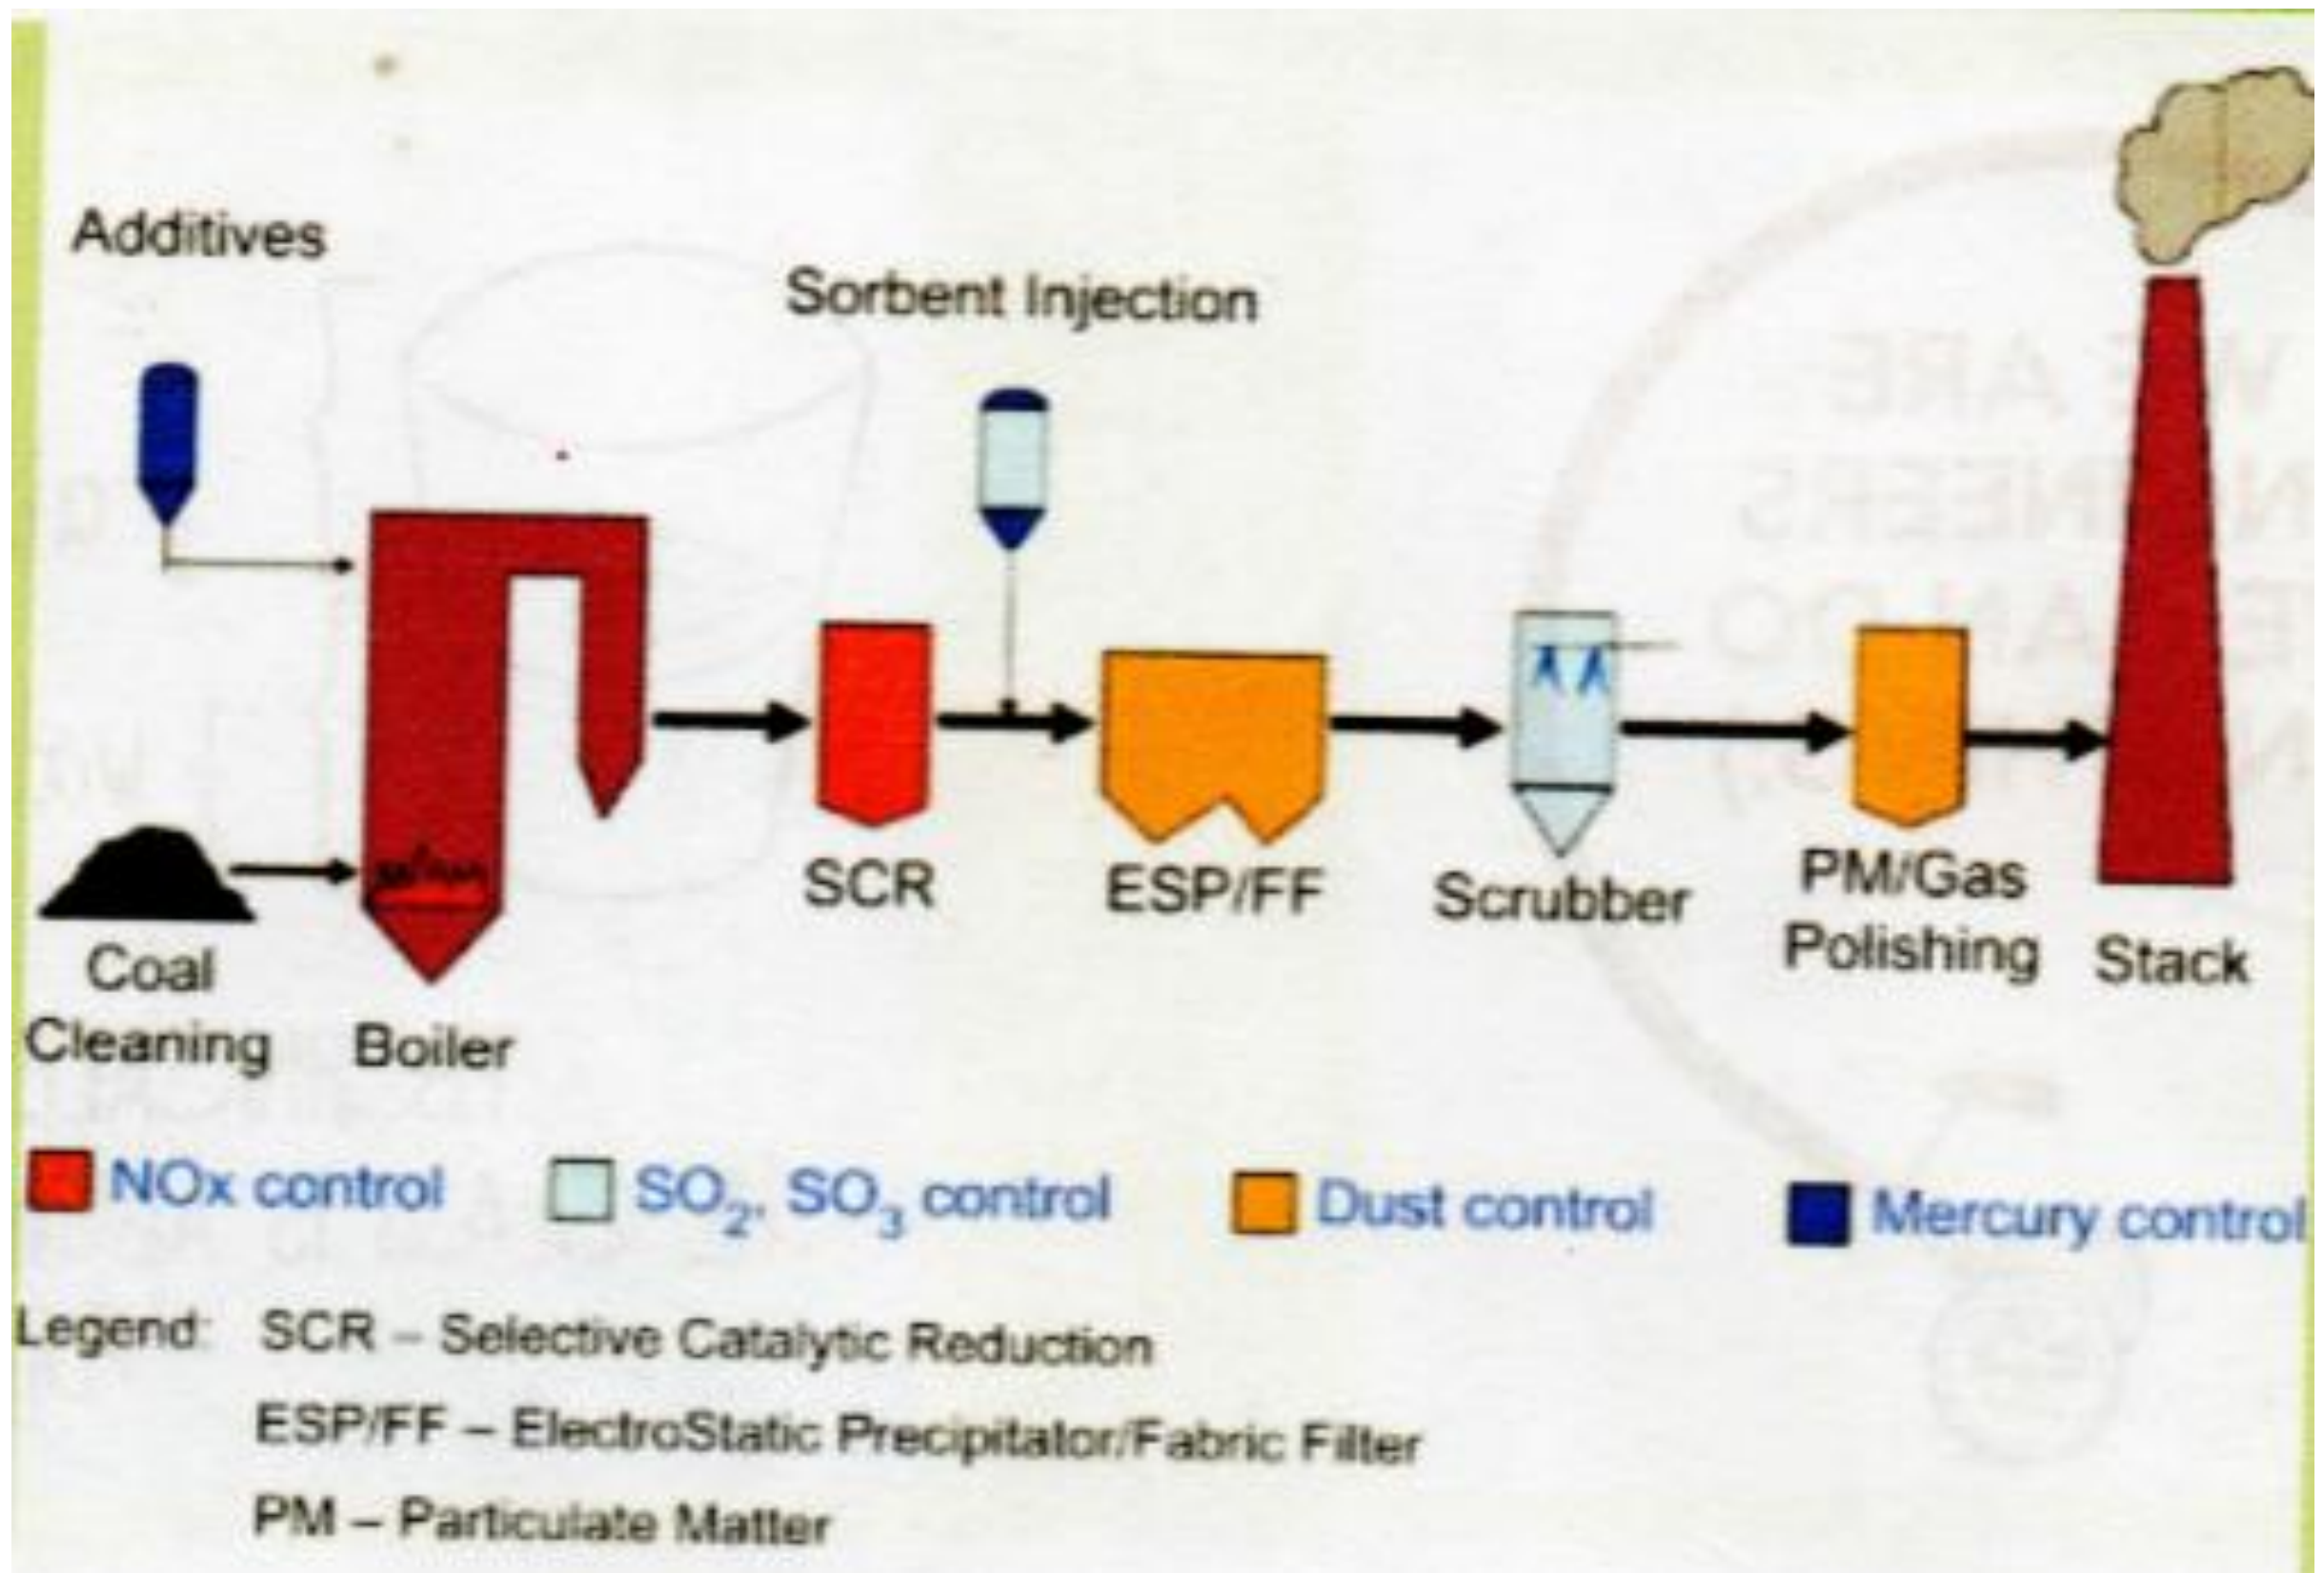 Additives
Sorbent Injection
SCR
ESP/FF
Scrubber
PM/Gas
Polishing
Stack
Coal
Cleaning
Boiler
NOx control
SO₂, SO₃ control
Dust control
Mercury control
Legend: SCR – Selective Catalytic Reduction
ESP/FF – ElectroStatic Precipitator/Fabric Filter
PM – Particulate Matter